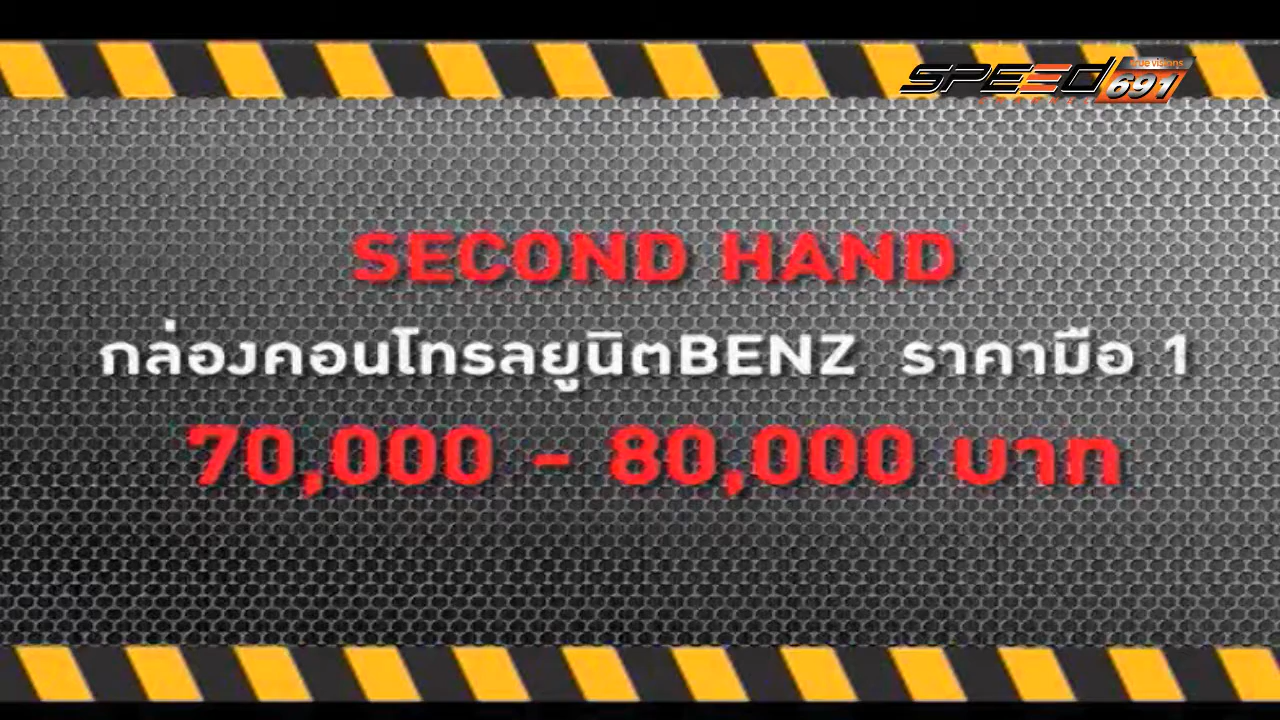 true visions
SPEED 691
CHANNEL
SECOND HAND
กล่องคอนโทรลยูนิตBENZ ราคามือ 1
70,000 - 80,000 บาท